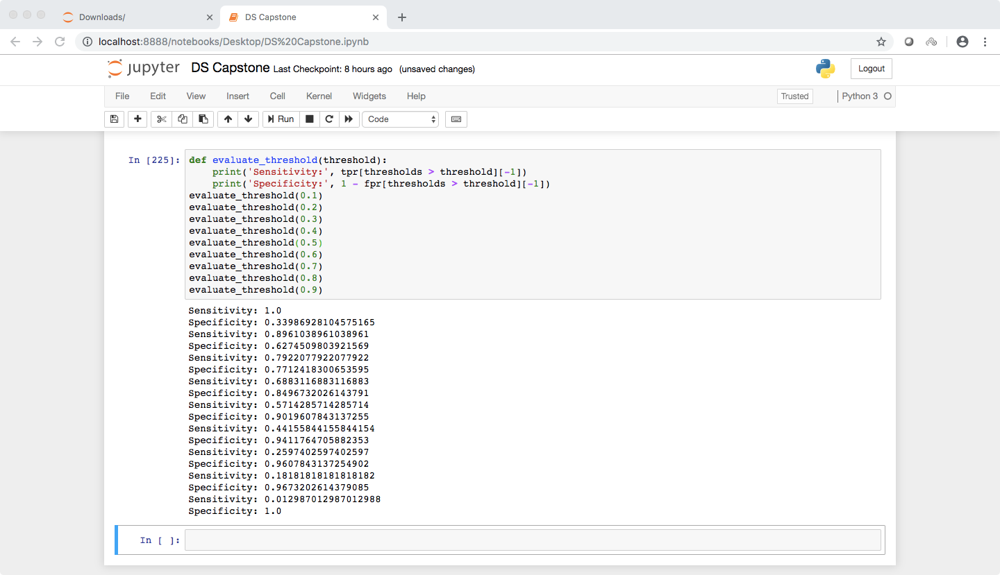 Downloads/
DS Capstone
localhost:8888/notebooks/Desktop/DS%20Capstone.ipynb
jupyter DS Capstone Last Checkpoint: 8 hours ago (unsaved changes)
Logout
File Edit View Insert Cell Kernel Widgets Help
Trusted
Python 3
Run
Code
In [225]:
def evaluate_threshold(threshold):
    print('Sensitivity:', tpr[thresholds > threshold][-1])
    print('Specificity:', 1 - fpr[thresholds > threshold][-1])
evaluate_threshold(0.1)
evaluate_threshold(0.2)
evaluate_threshold(0.3)
evaluate_threshold(0.4)
evaluate_threshold(0.5)
evaluate_threshold(0.6)
evaluate_threshold(0.7)
evaluate_threshold(0.8)
evaluate_threshold(0.9)
Sensitivity: 1.0
Specificity: 0.33986928104575165
Sensitivity: 0.8961038961038961
Specificity: 0.6274509803921569
Sensitivity: 0.7922077922077922
Specificity: 0.7712418300653595
Sensitivity: 0.6883116883116883
Specificity: 0.8496732026143791
Sensitivity: 0.5714285714285714
Specificity: 0.9019607843137255
Sensitivity: 0.44155844155844154
Specificity: 0.9411764705882353
Sensitivity: 0.2597402597402597
Specificity: 0.9607843137254902
Sensitivity: 0.18181818181818182
Specificity: 0.9673202614379085
Sensitivity: 0.012987012987012988
Specificity: 1.0
In [ ]: